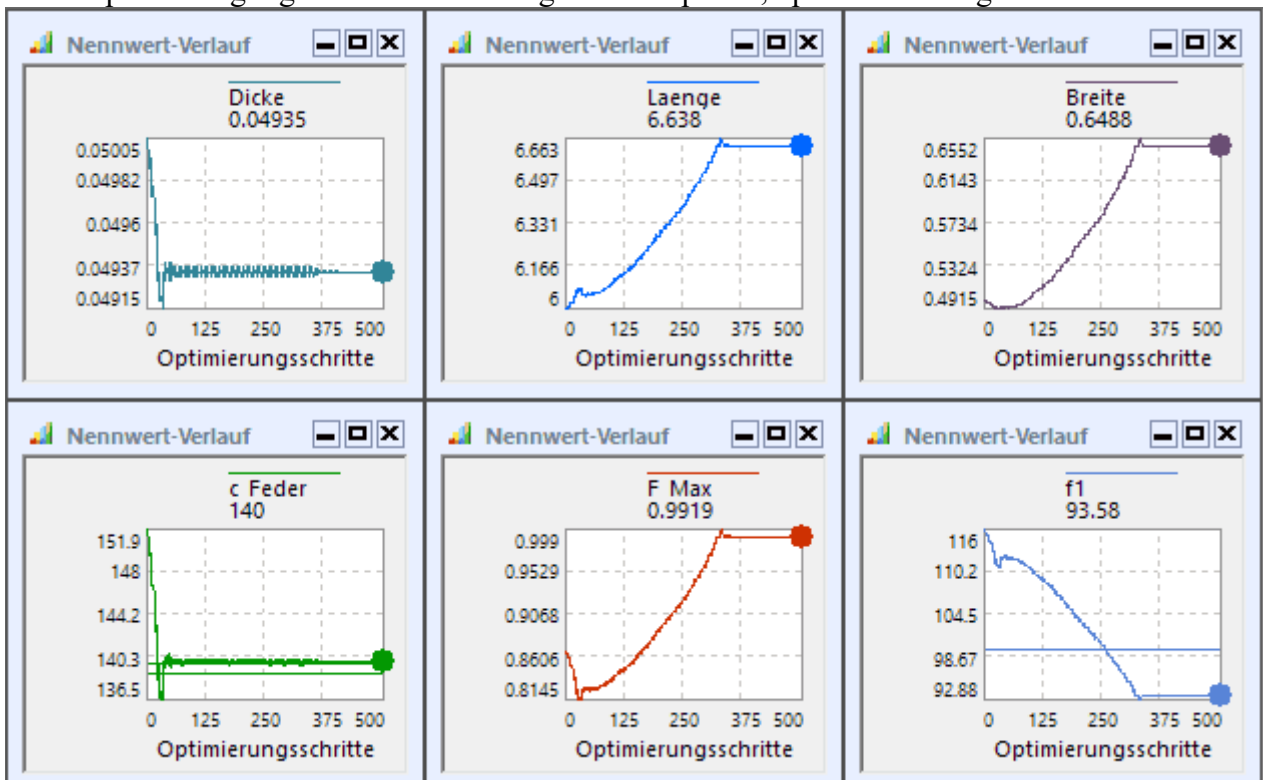 Nennwert-Verlauf
Dicke
0.04935
0.05005
0.04982
0.0496
0.04937
0.04915
0 125 250 375 500
Optimierungsschritte
Nennwert-Verlauf
Laenge
6.638
6.663
6.497
6.331
6.166
6
0 125 250 375 500
Optimierungsschritte
Nennwert-Verlauf
Breite
0.6488
0.6552
0.6143
0.5734
0.5324
0.4915
0 125 250 375 500
Optimierungsschritte
Nennwert-Verlauf
c Feder
140
151.9
148
144.2
140.3
136.5
0 125 250 375 500
Optimierungsschritte
Nennwert-Verlauf
F Max
0.9919
0.999
0.9529
0.9068
0.8606
0.8145
0 125 250 375 500
Optimierungsschritte
Nennwert-Verlauf
f1
93.58
116
110.2
104.5
98.67
92.88
0 125 250 375 500
Optimierungsschritte